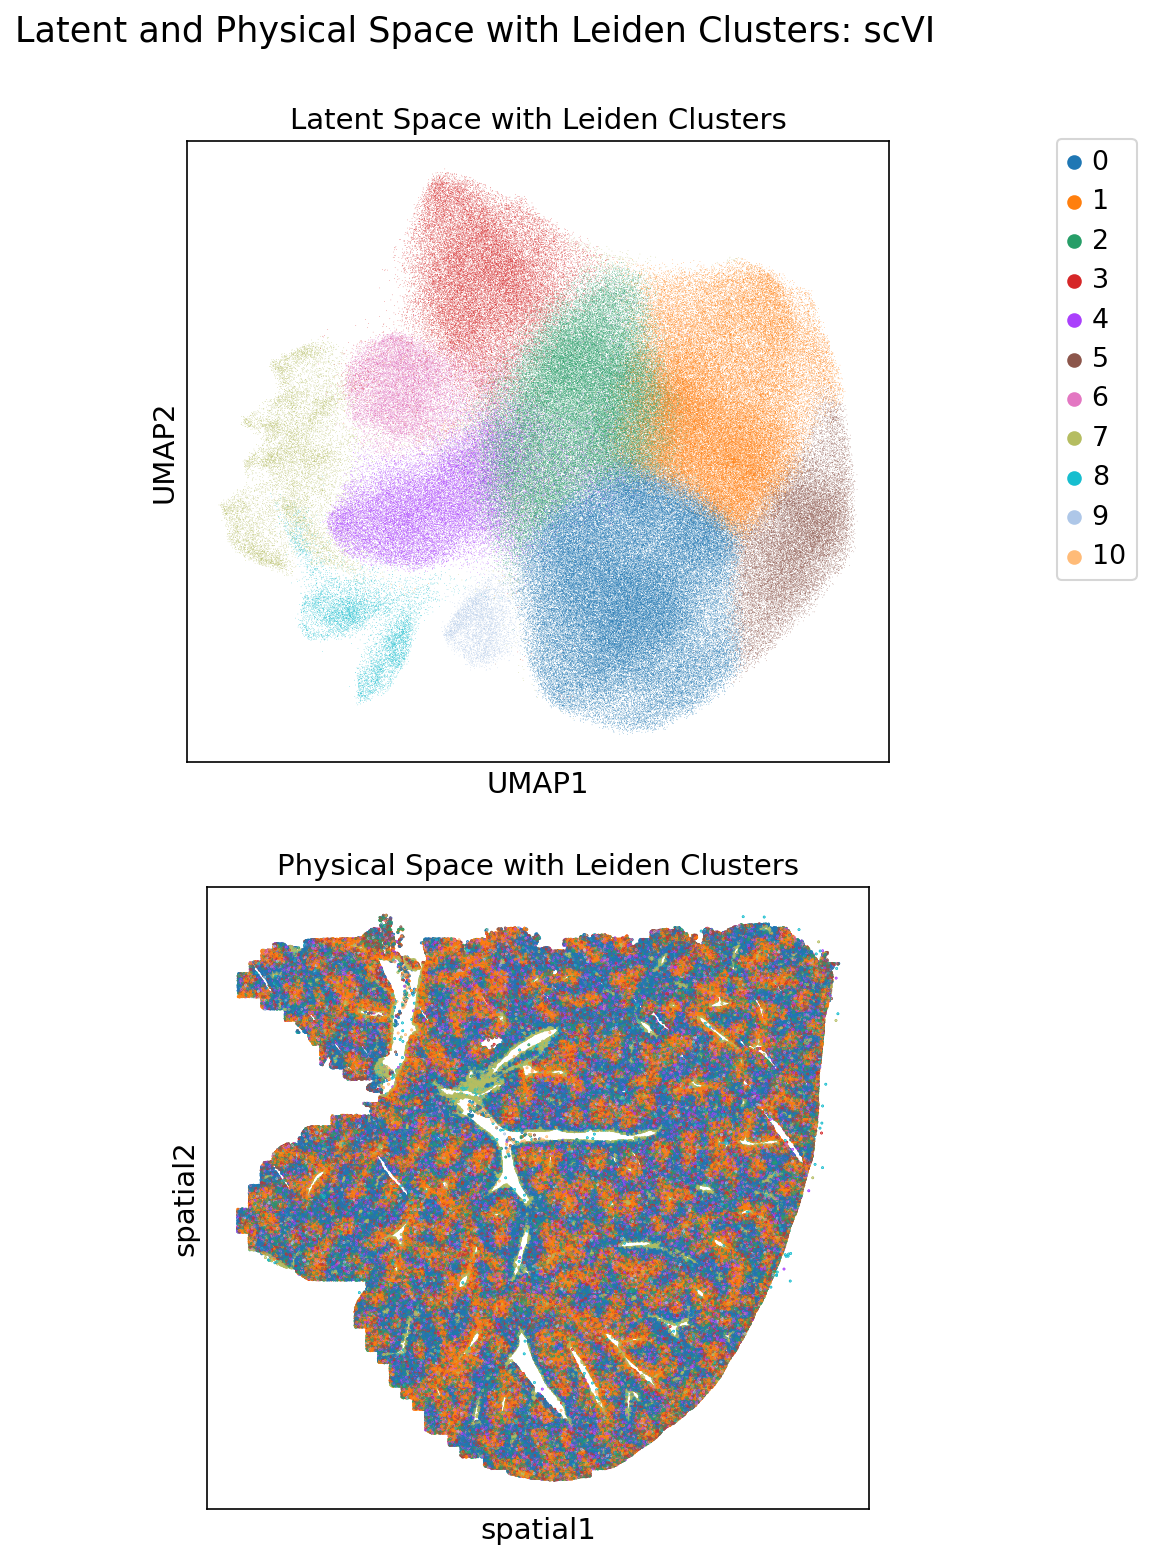 Latent and Physical Space with Leiden Clusters: scVI
Latent Space with Leiden Clusters
0
1
2
3
4
5
6
7
8
9
10
UMAP2
UMAP1
Physical Space with Leiden Clusters
spatial2
spatial1